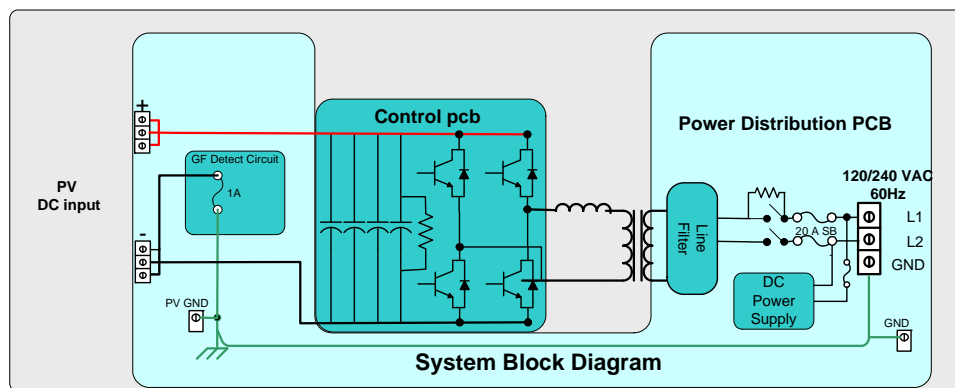 +
Control pcb
Power Distribution PCB
GF Detect Circuit
1A
PV
DC input
120/240 VAC
60Hz
L1
20 A SB
L2
Line
Filter
GND
-
DC
Power
Supply
PV GND
GND
System Block Diagram